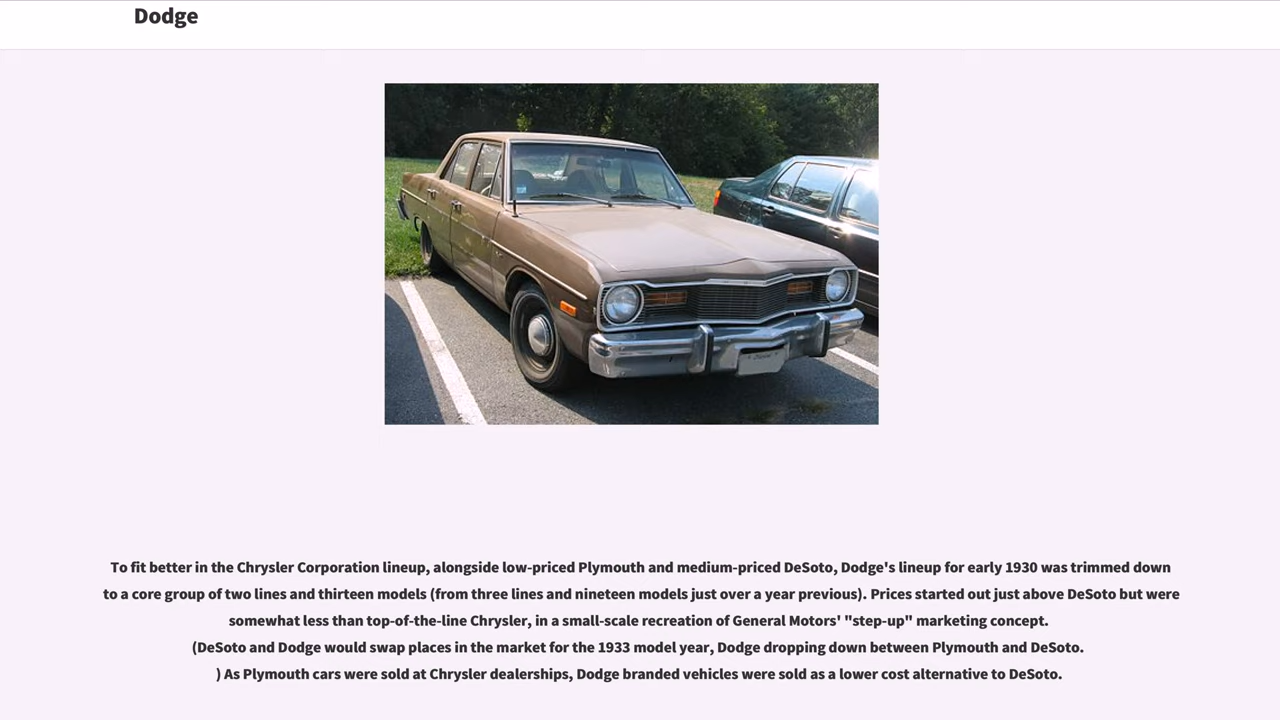 Dodge
To fit better in the Chrysler Corporation lineup, alongside low-priced Plymouth and medium-priced DeSoto, Dodge's lineup for early 1930 was trimmed down
to a core group of two lines and thirteen models (from three lines and nineteen models just over a year previous). Prices started out just above DeSoto but were
somewhat less than top-of-the-line Chrysler, in a small-scale recreation of General Motors' "step-up" marketing concept.
(DeSoto and Dodge would swap places in the market for the 1933 model year, Dodge dropping down between Plymouth and DeSoto.
) As Plymouth cars were sold at Chrysler dealerships, Dodge branded vehicles were sold as a lower cost alternative to DeSoto.